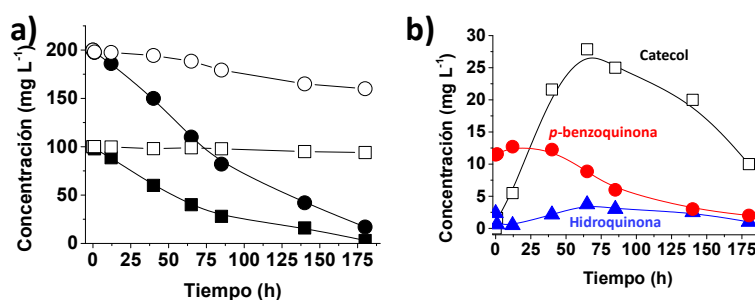 a)
Concentración (mg L⁻¹)
200
150
100
50
0
0 25 50 75 100 125 150 175
Tiempo (h)
b)
Concentración (mg L⁻¹)
30
25
20
15
10
5
0
Catecol
p-benzoquinona
Hidroquinona
0 25 50 75 100 125 150 175
Tiempo (h)